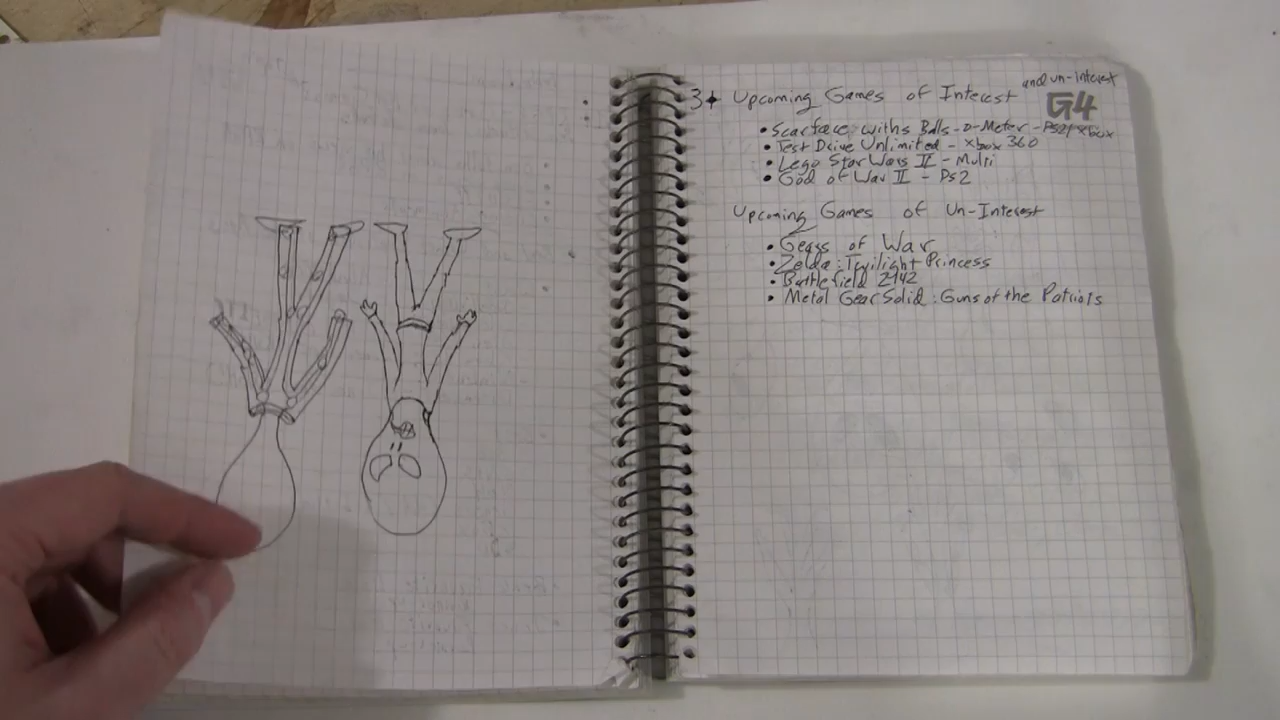 and un-interest
3 Upcoming Games of Interest G4
• Scarface withs Balls-o-Meter - PS2/Xbox
• Test Drive Unlimited - Xbox 360
• Lego Star Wars II - Multi
• God of War II - PS2
Upcoming Games of Un-Interest
• Gears of War
• Zelda: Twilight Princess
• Battlefield 2142
• Metal Gear Solid: Guns of the Patriots